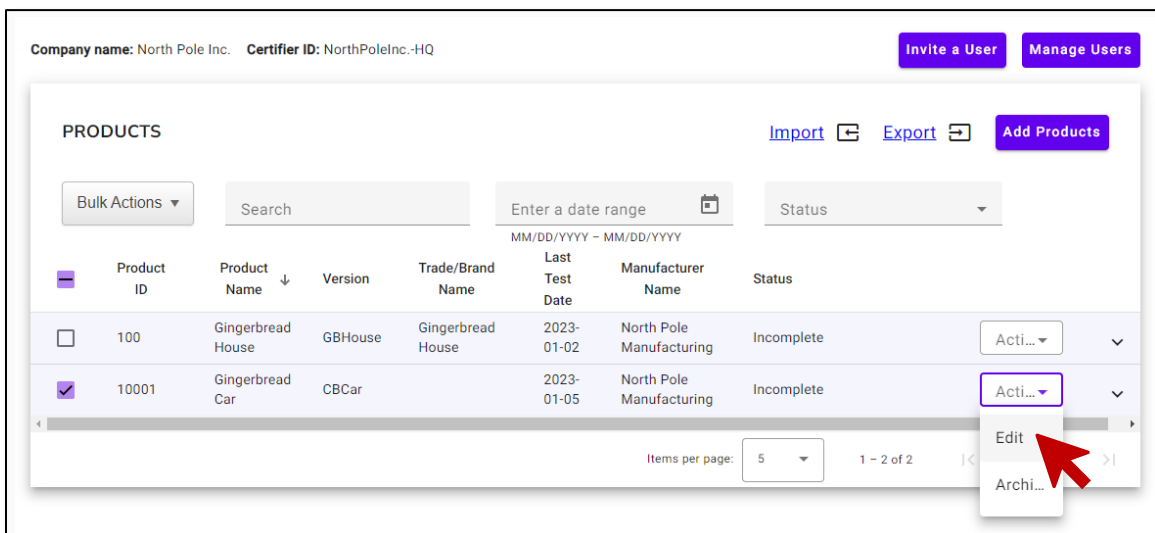 Company name: North Pole Inc. Certifier ID: NorthPoleInc.-HQ
Invite a User
Manage Users
PRODUCTS
Import
Export
Add Products
Bulk Actions
Search
Enter a date range
Status
MM/DD/YYYY – MM/DD/YYYY
Product
ID
Product
Name
Version
Trade/Brand
Name
Last
Test
Date
Manufacturer
Name
Status
100
Gingerbread
House
GBHouse
Gingerbread
House
2023-
01-02
North Pole
Manufacturing
Incomplete
Acti...
10001
Gingerbread
Car
CBCar
2023-
01-05
North Pole
Manufacturing
Incomplete
Acti...
Edit
Archi...
Items per page:
5
1 – 2 of 2